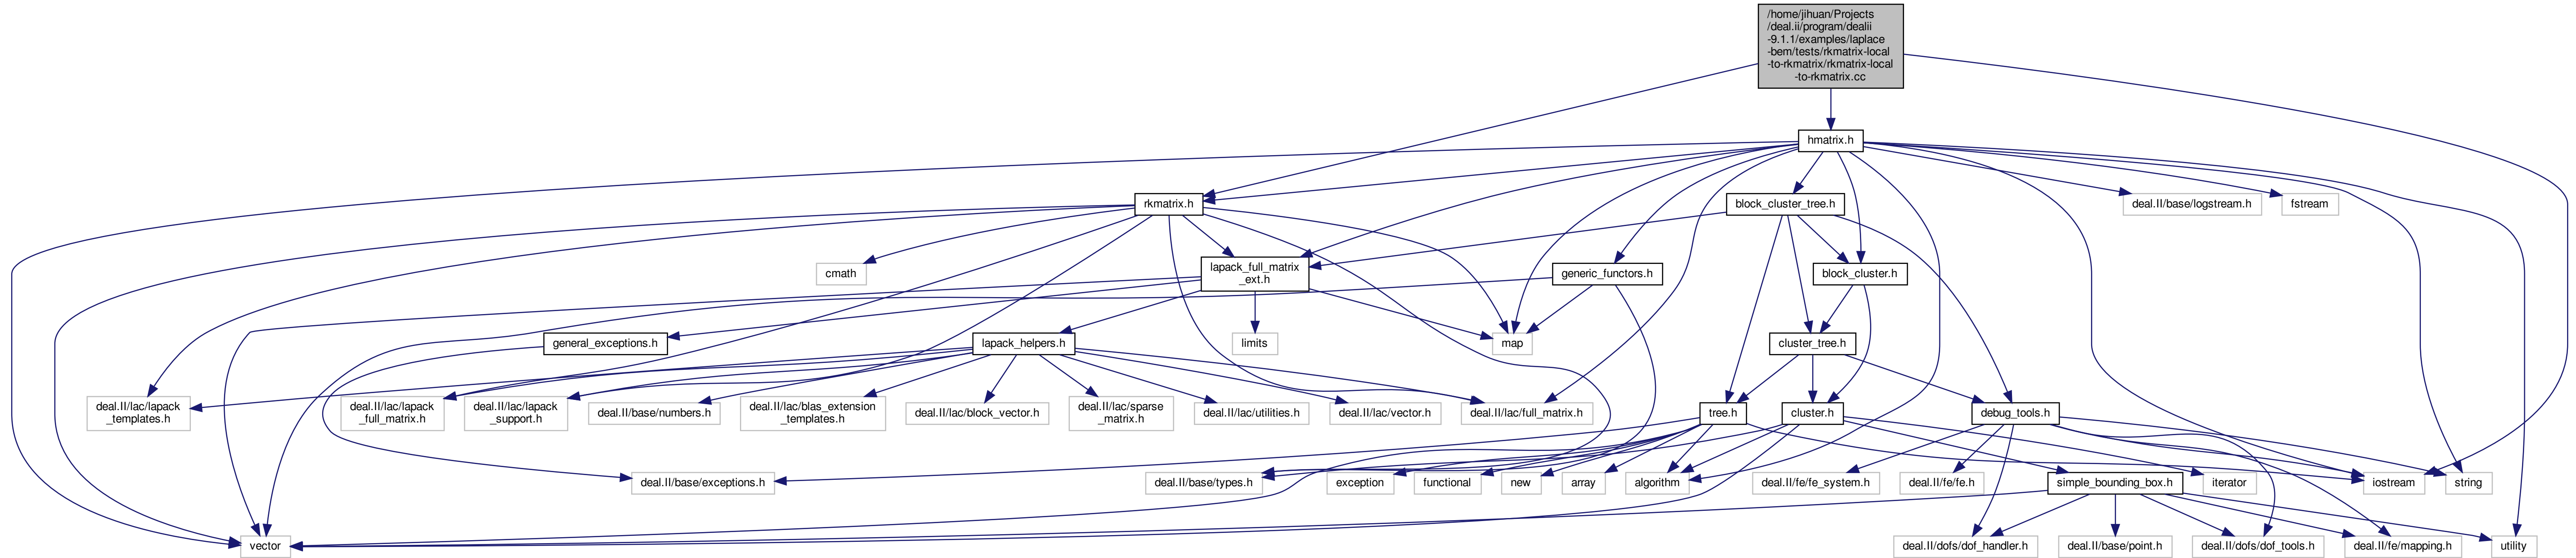 /home/jihuan/Projects
/deal.ii/program/dealii
-9.1.1/examples/laplace
-bem/tests/rkmatrix-local
-to-rkmatrix/rkmatrix-local
-to-rkmatrix.cc
hmatrix.h
rkmatrix.h
block_cluster_tree.h
deal.II/base/logstream.h
fstream
cmath
lapack_full_matrix
_ext.h
generic_functors.h
block_cluster.h
general_exceptions.h
lapack_helpers.h
limits
map
cluster_tree.h
deal.II/lac/lapack
_templates.h
deal.II/lac/lapack
_full_matrix.h
deal.II/lac/lapack
_support.h
deal.II/base/numbers.h
deal.II/lac/blas_extension
_templates.h
deal.II/lac/block_vector.h
deal.II/lac/sparse
_matrix.h
deal.II/lac/utilities.h
deal.II/lac/vector.h
deal.II/lac/full_matrix.h
tree.h
cluster.h
debug_tools.h
deal.II/base/exceptions.h
deal.II/base/types.h
exception
functional
new
array
algorithm
deal.II/fe/fe_system.h
deal.II/fe/fe.h
simple_bounding_box.h
iterator
iostream
string
vector
deal.II/dofs/dof_handler.h
deal.II/base/point.h
deal.II/dofs/dof_tools.h
deal.II/fe/mapping.h
utility